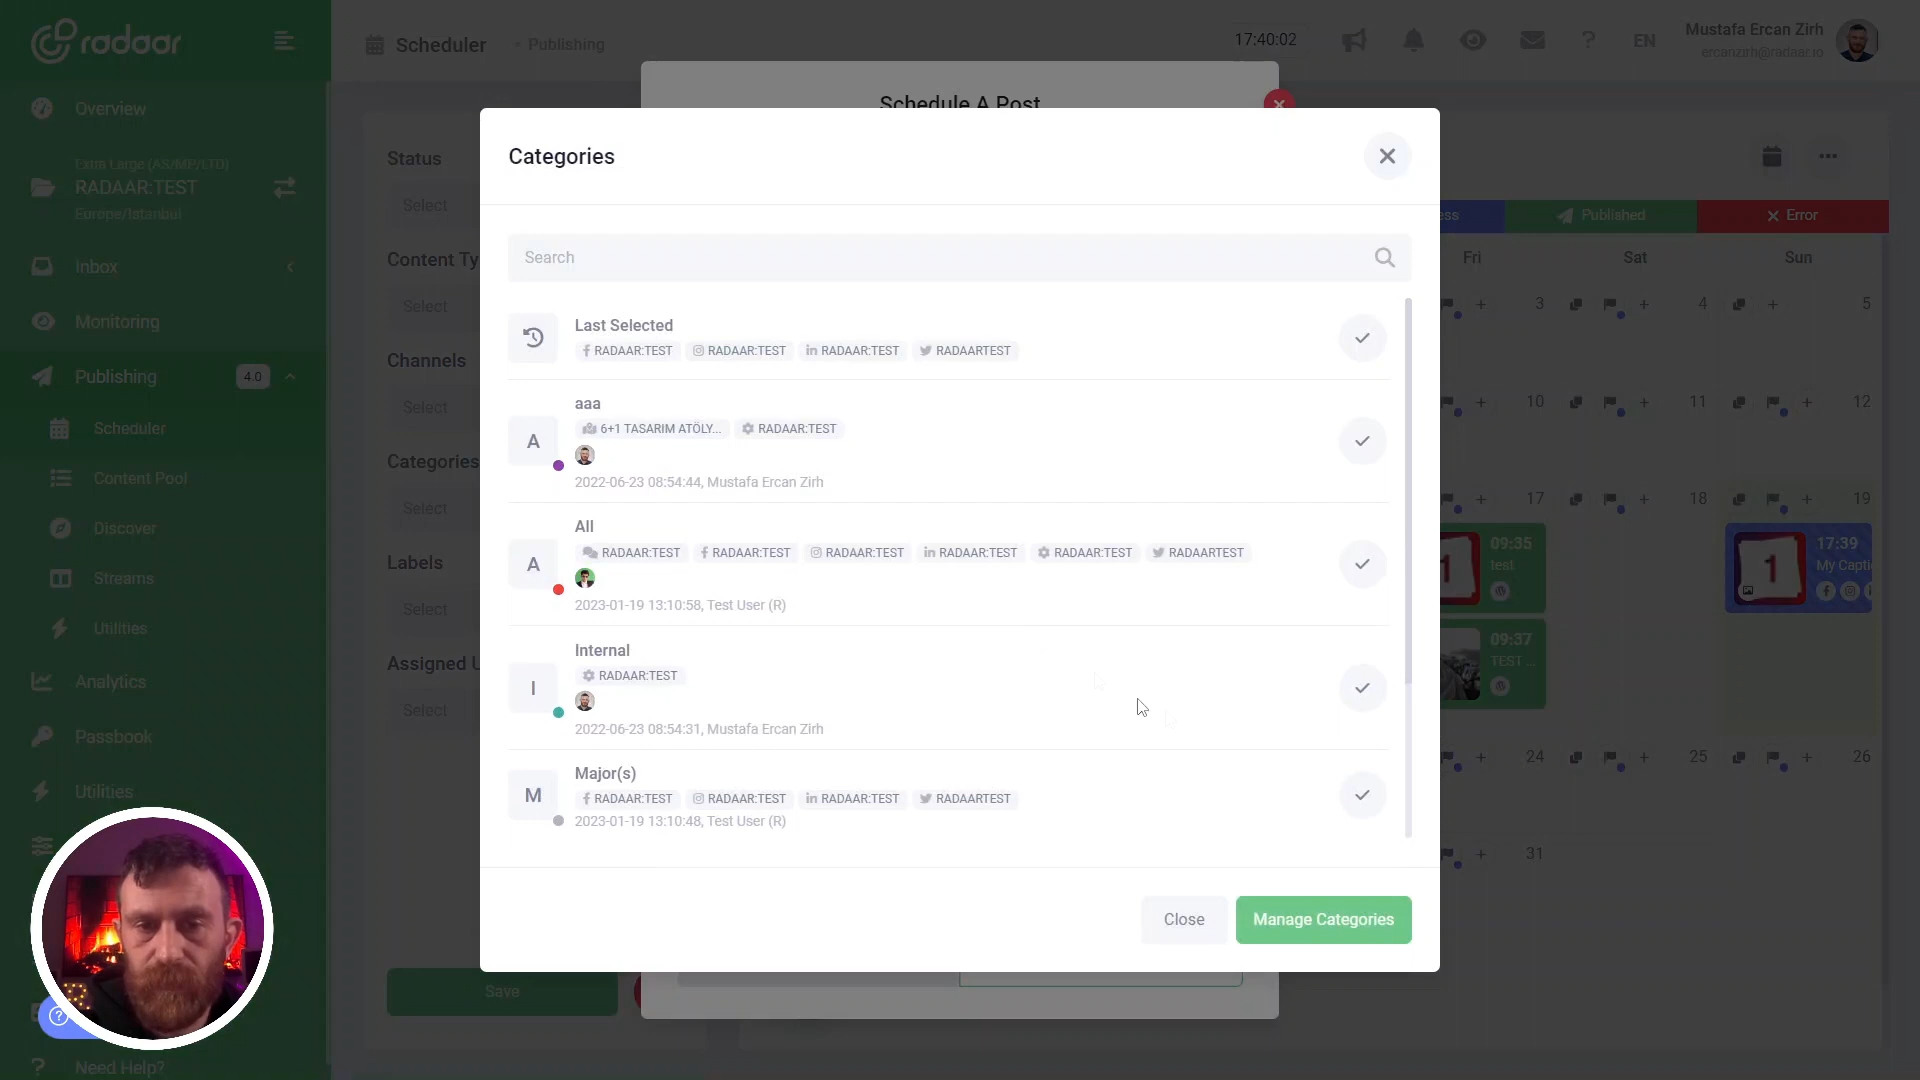 radaar
Scheduler
Publishing
17:40:02
EN
Mustafa Ercan Zirh
ercanzirh@radaar.io
Overview
Extra Large (AS/MP/LTD)
RADAAR:TEST
Europe/Istanbul
Inbox
Monitoring
Publishing
4.0
Scheduler
Content Pool
Discover
Streams
Utilities
Analytics
Passbook
Utilities
Need Help?
Status
Select
Content Ty
Select
Channels
Select
Categories
Select
Labels
Select
Assigned U
Select
Save
Schedule A Post
Categories
Search
Last Selected
RADAAR:TEST RADAAR:TEST RADAAR:TEST RADAARTEST
aaa
6+1 TASARIM ATÖLY... RADAAR:TEST
A
2022-06-23 08:54:44, Mustafa Ercan Zirh
All
RADAAR:TEST RADAAR:TEST RADAAR:TEST RADAAR:TEST RADAAR:TEST RADAARTEST
A
2023-01-19 13:10:58, Test User (R)
Internal
RADAAR:TEST
I
2022-06-23 08:54:31, Mustafa Ercan Zirh
Major(s)
RADAAR:TEST RADAAR:TEST RADAAR:TEST RADAARTEST
M
2023-01-19 13:10:48, Test User (R)
Close
Manage Categories
ess
Published
Error
Fri Sat Sun
3 4 5
10 11 12
17 18 19
09:35
test
09:37
TEST ...
1
17:39
My Capti
24 25 26
31